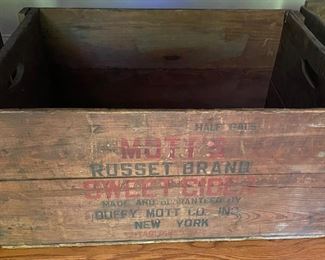 HALF GALS
MOTT'S
RUSSET BRAND
SWEET CIDER
MADE AND GUARANTEED BY
DUFFY MOTT CO. INC
NEW YORK